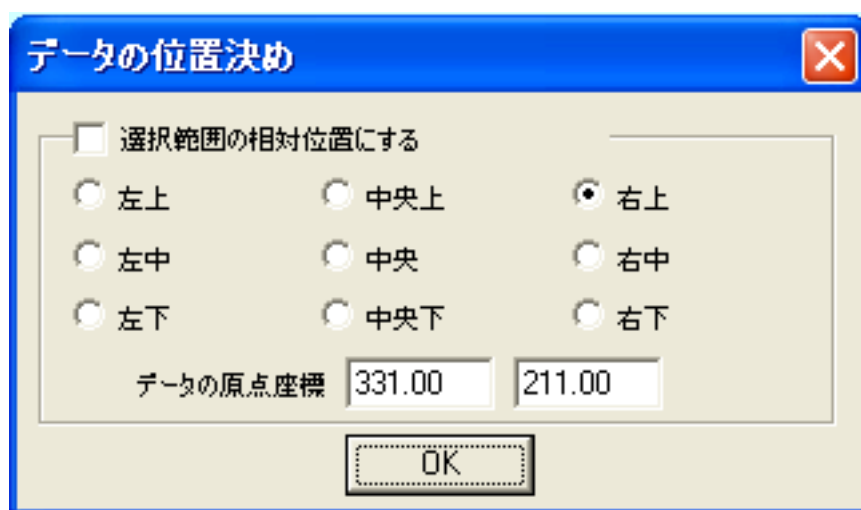 データの位置決め
選択範囲の相対位置にする
左上 中央上 右上
左中 中央 右中
左下 中央下 右下
データの原点座標 331.00 211.00
OK